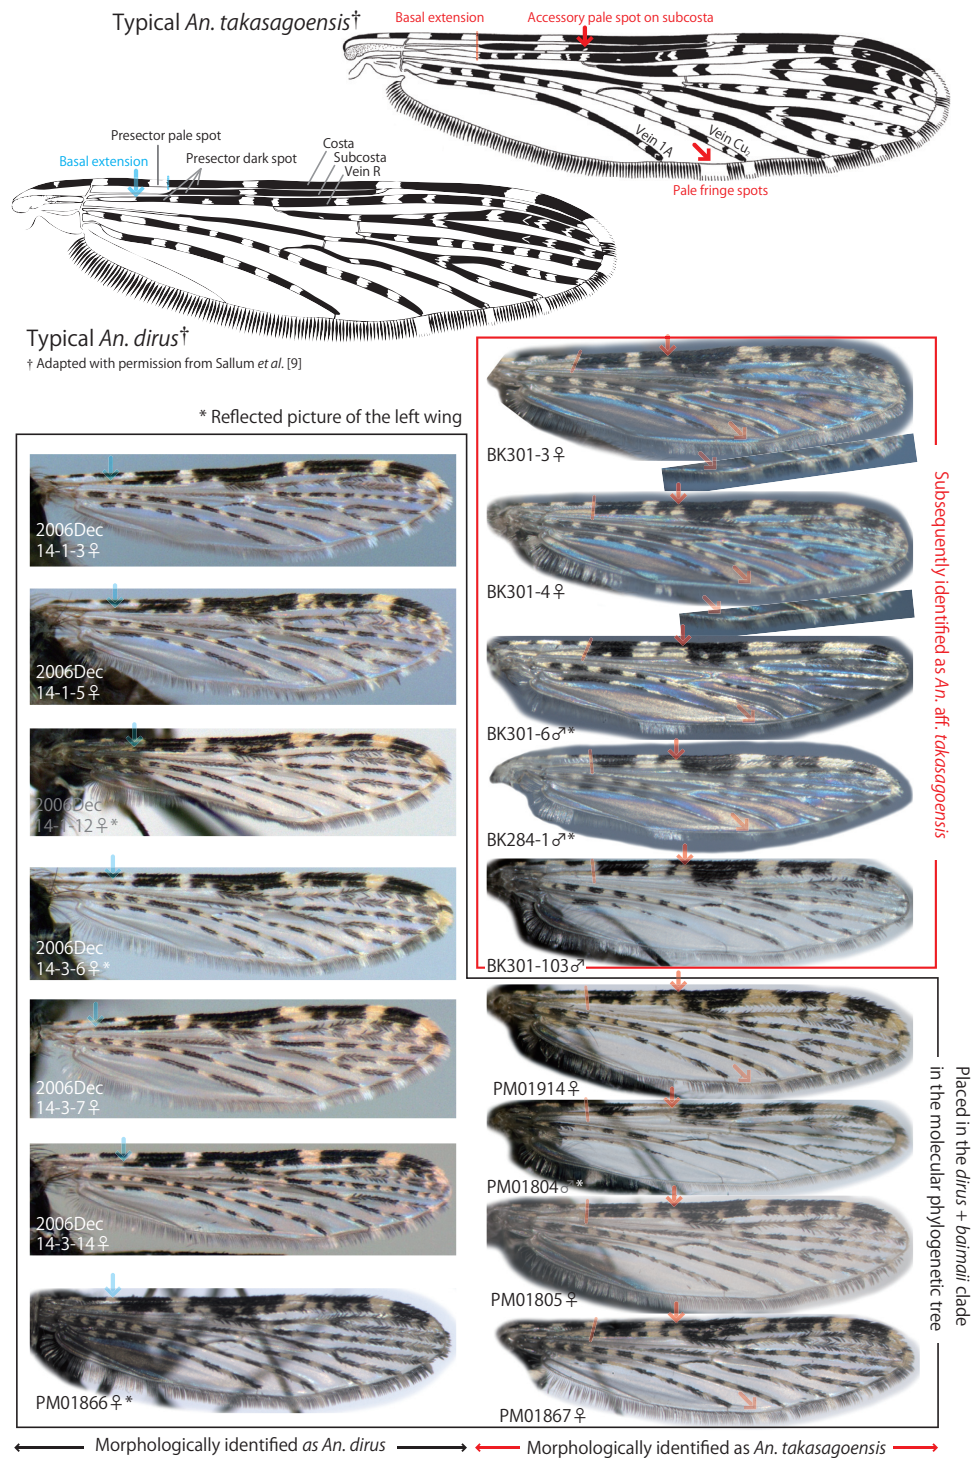 Typical An. takasagoensis†
Basal extension
Accessory pale spot on subcosta
Vein 1A
Vein Cu₂
Pale fringe spots
Presector pale spot
Basal extension
Presector dark spot
Costa
Subcosta
Vein R
Typical An. dirus†
† Adapted with permission from Sallum et al. [9]
* Reflected picture of the left wing
2006Dec
14-1-3♀
2006Dec
14-1-5♀
2006Dec
14-1-12♀*
2006Dec
14-3-6♀*
2006Dec
14-3-7♀
2006Dec
14-3-14♀
PM01866♀*
BK301-3♀
BK301-4♀
BK301-6♂*
BK284-1♂*
BK301-103♂
Subsequently identified as An. aff. takasagoensis
PM01914♀
PM01804♂*
PM01805♀
PM01867♀
Placed in the dirus + baimaii clade
in the molecular phylogenetic tree
Morphologically identified as An. dirus
Morphologically identified as An. takasagoensis